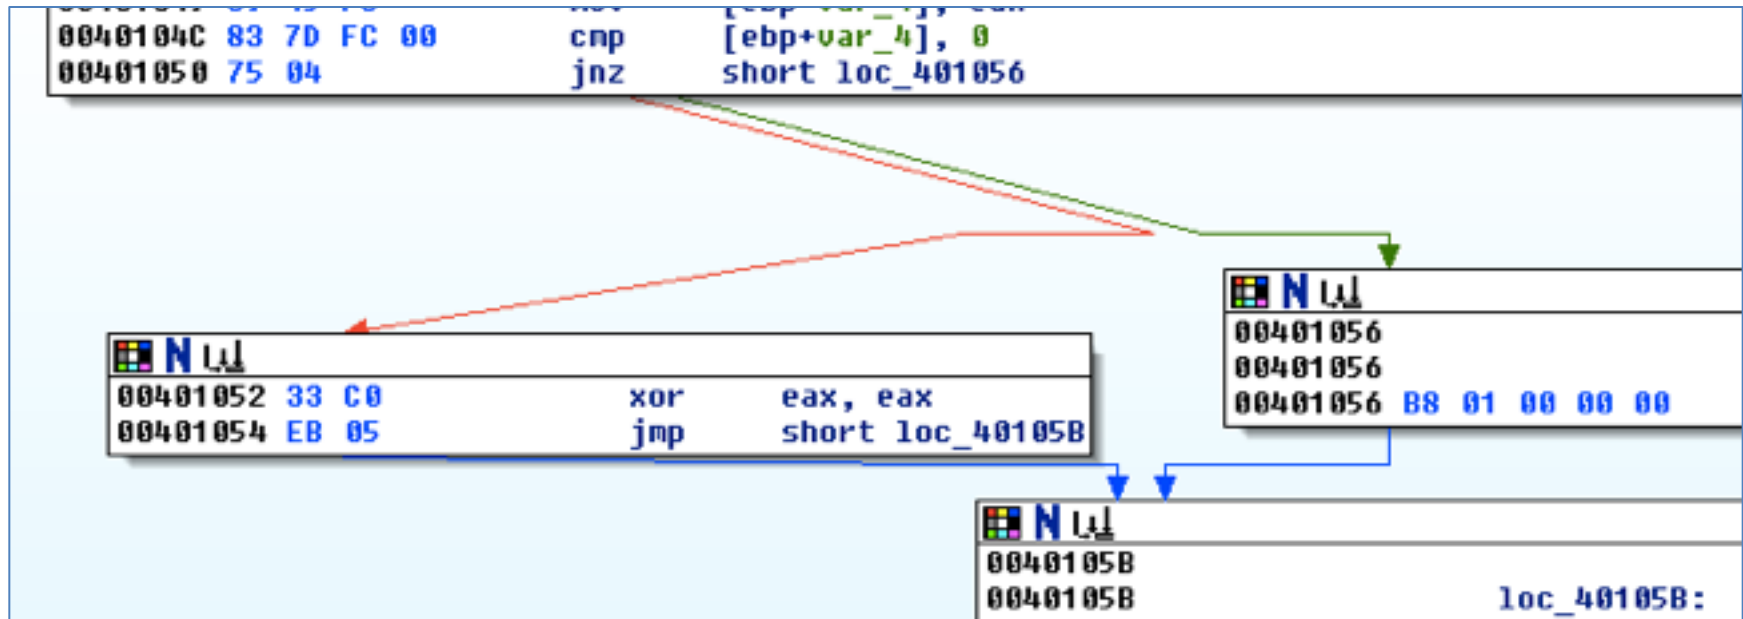 0040104C 83 7D FC 00 cmp [ebp+var_4], 0
00401050 75 04 jnz short loc_401056
N
00401056
00401056
00401056 B8 01 00 00 00
N
00401052 33 C0 xor eax, eax
00401054 EB 05 jmp short loc_40105B
N
0040105B
0040105B loc_40105B: